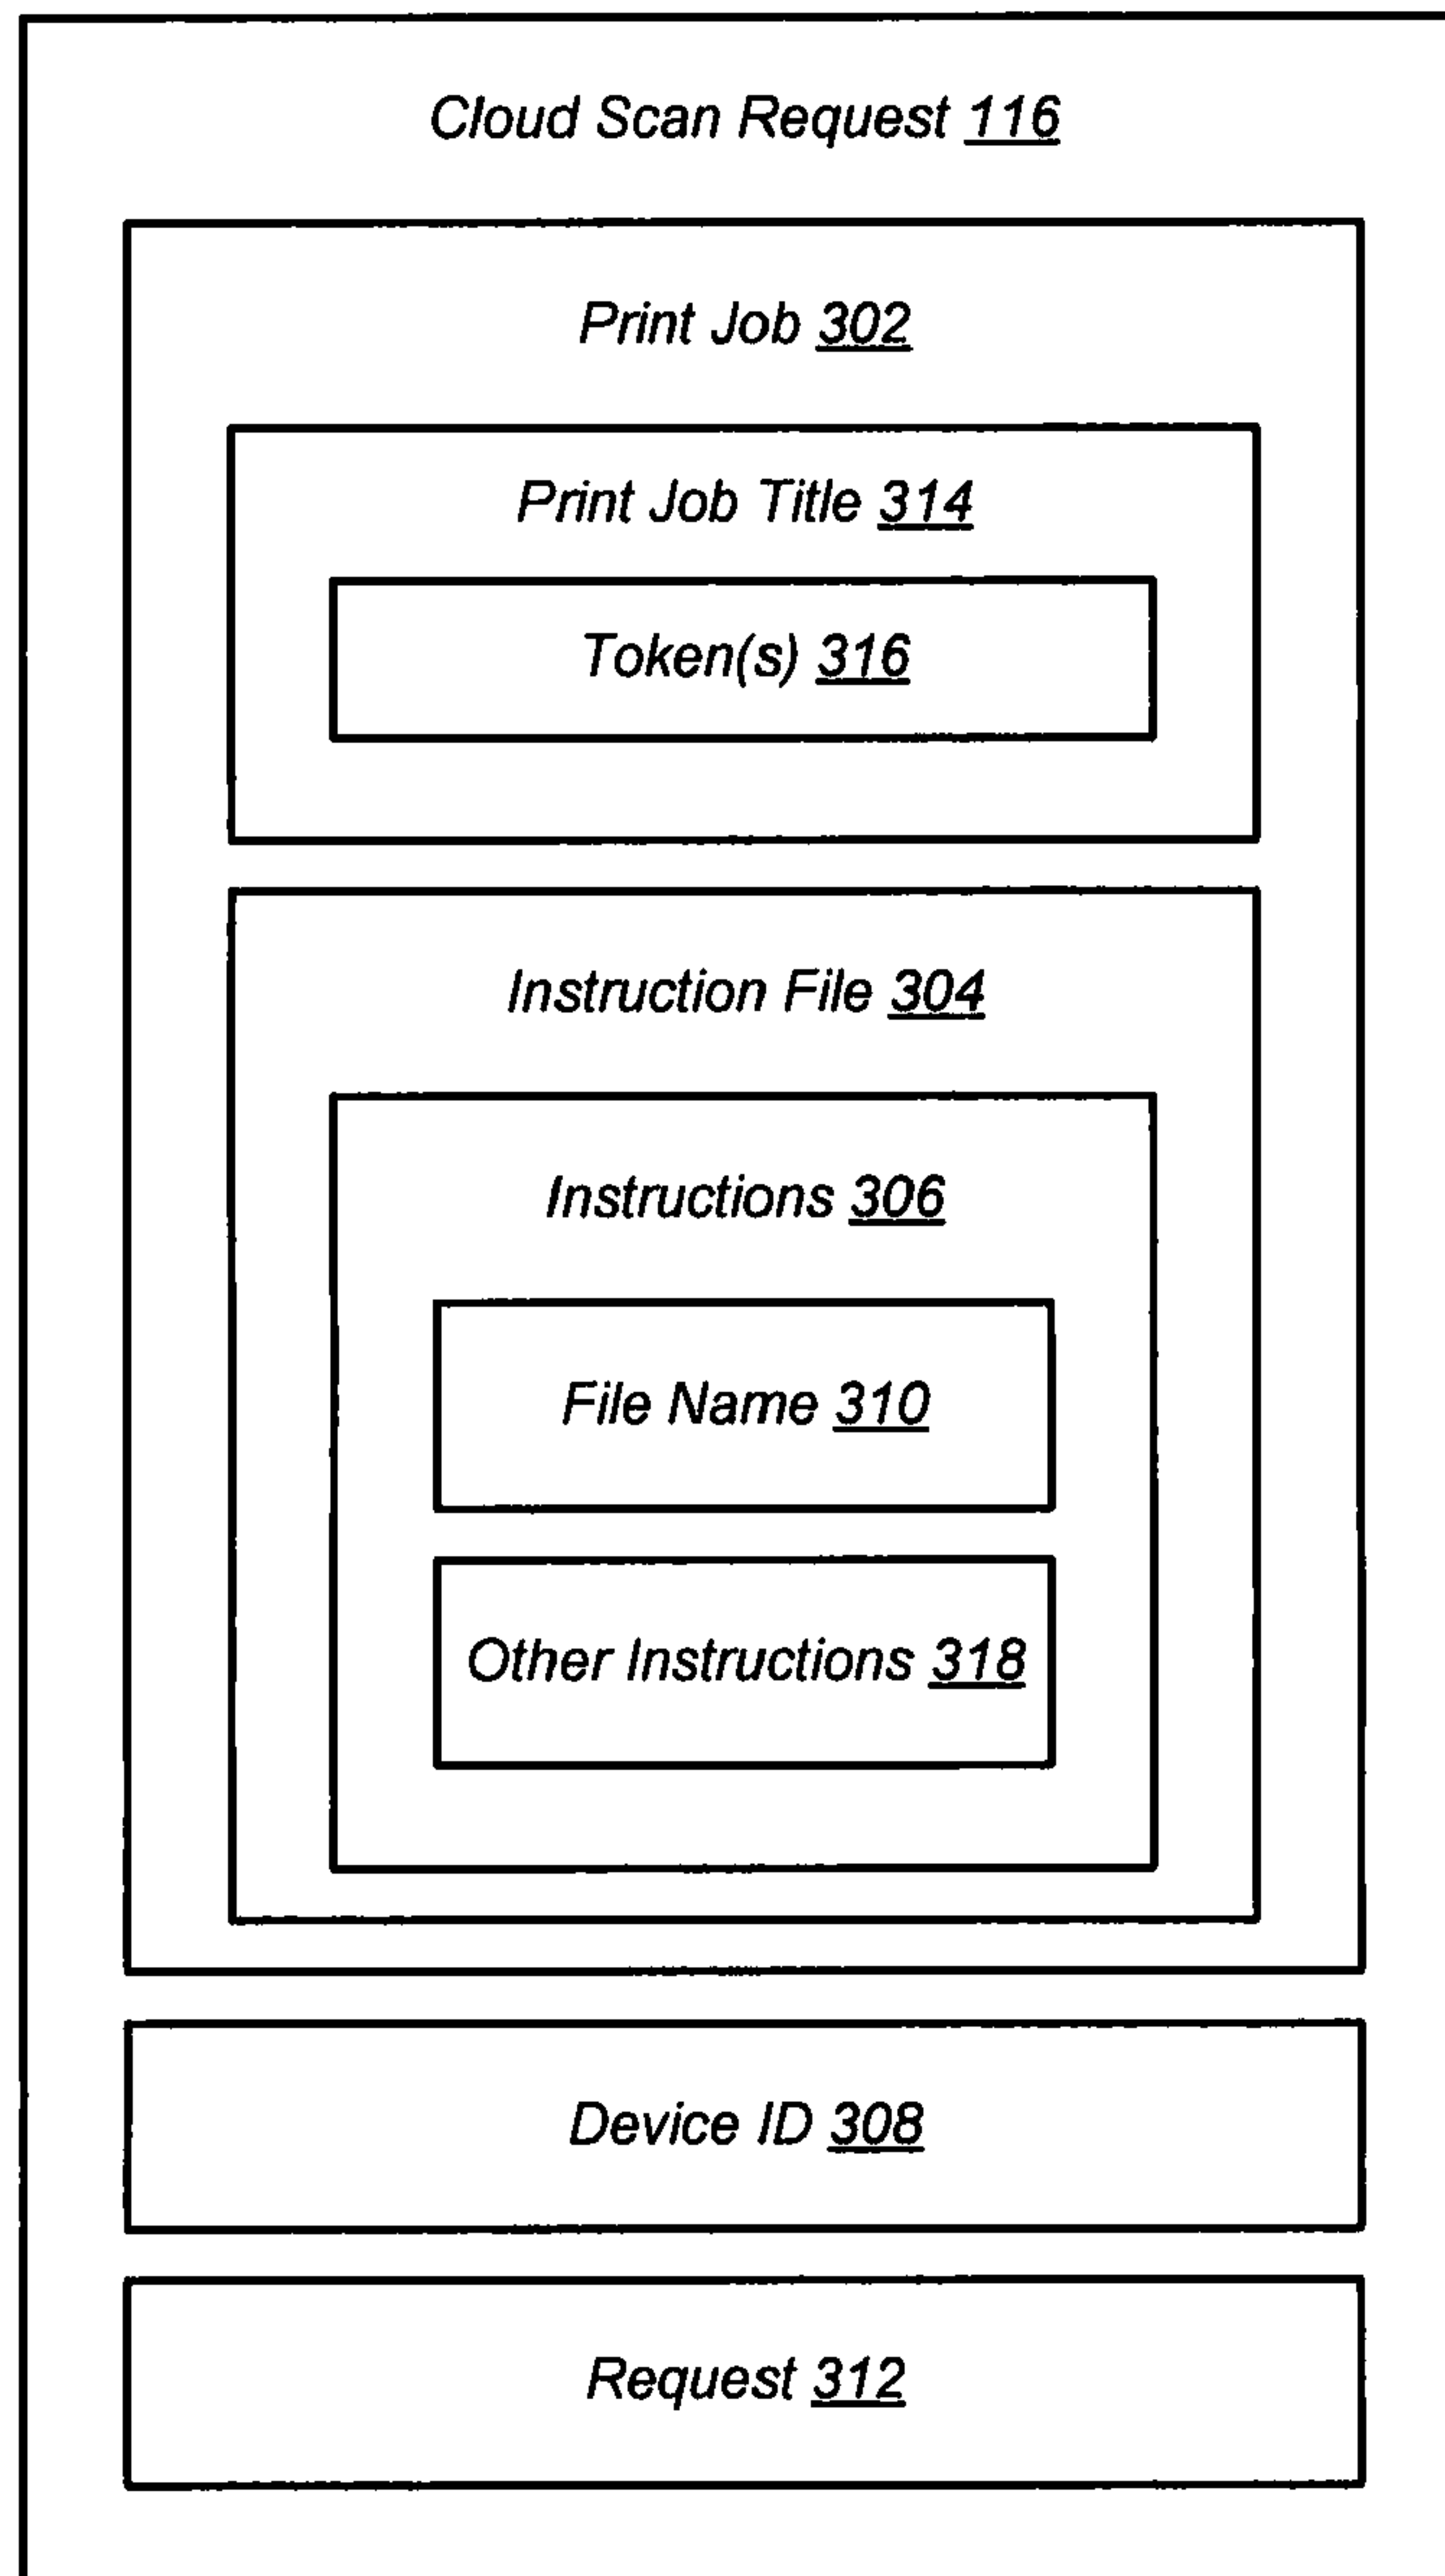 Cloud Scan Request 116
Print Job 302
Print Job Title 314
Token(s) 316
Instruction File 304
Instructions 306
File Name 310
Other Instructions 318
Device ID 308
Request 312